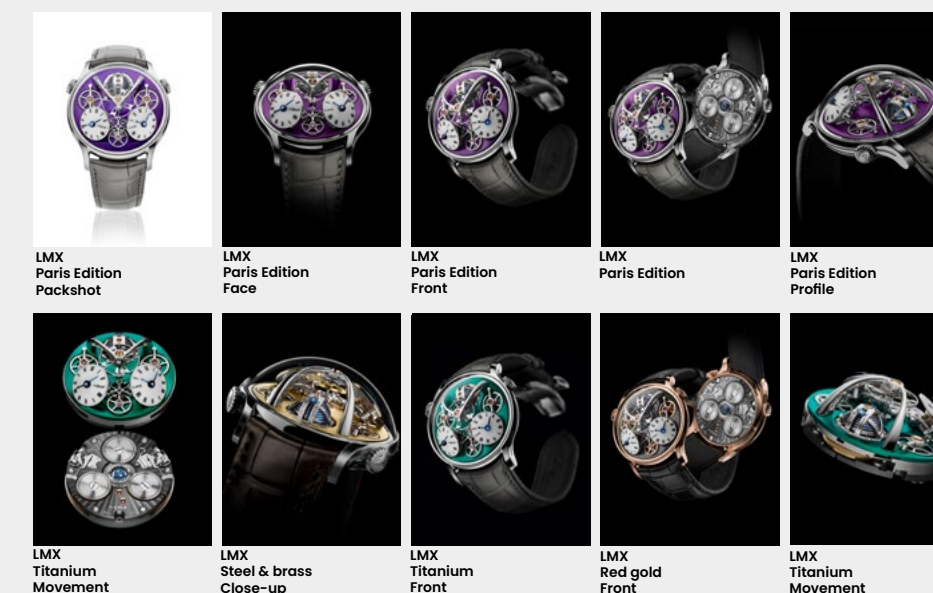 LMX
Paris Edition
Packshot
LMX
Paris Edition
Face
LMX
Paris Edition
Front
LMX
Paris Edition
LMX
Paris Edition
Profile
LMX
Titanium
Movement
LMX
Steel & brass
Close-up
LMX
Titanium
Front
LMX
Red gold
Front
LMX
Titanium
Movement